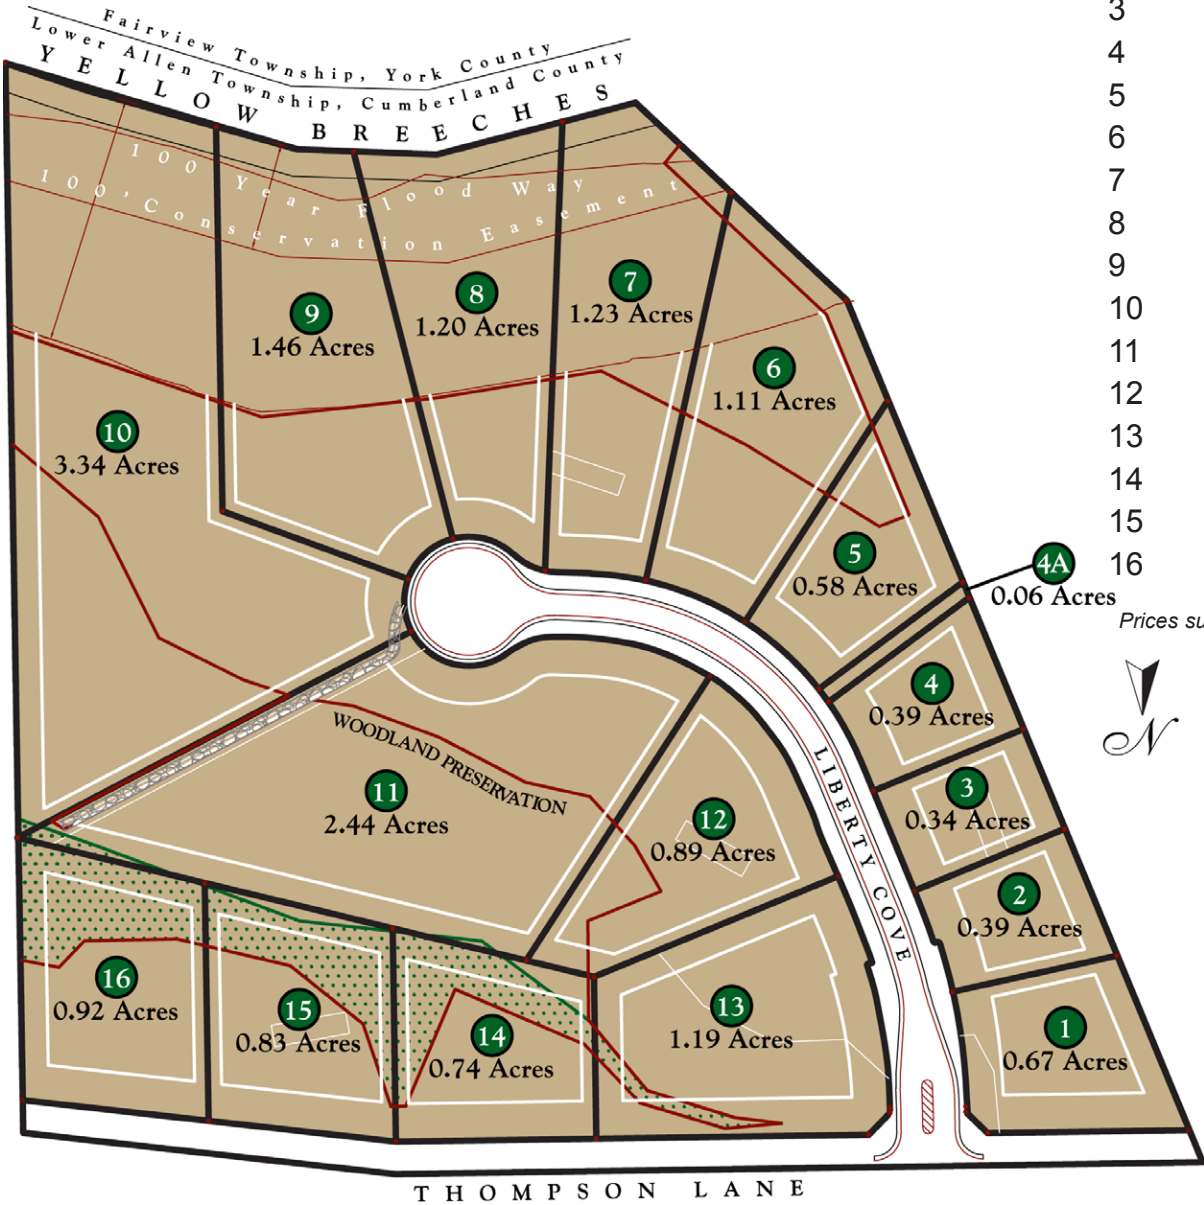 Fairview Township, York County
Lower Allen Township, Cumberland County
YELLOW BREECHES
100 Year Flood Way
100' Conservation Easement
7
1.23 Acres
8
1.20 Acres
9
1.46 Acres
6
1.11 Acres
10
3.34 Acres
5
0.58 Acres
4A
0.06 Acres
4
0.39 Acres
WOODLAND PRESERVATION
11
2.44 Acres
12
0.89 Acres
3
0.34 Acres
LIBERTY COVE
2
0.39 Acres
16
0.92 Acres
15
0.83 Acres
14
0.74 Acres
13
1.19 Acres
1
0.67 Acres
THOMPSON LANE
3
4
5
6
7
8
9
10
11
12
13
14
15
16
Prices su
N